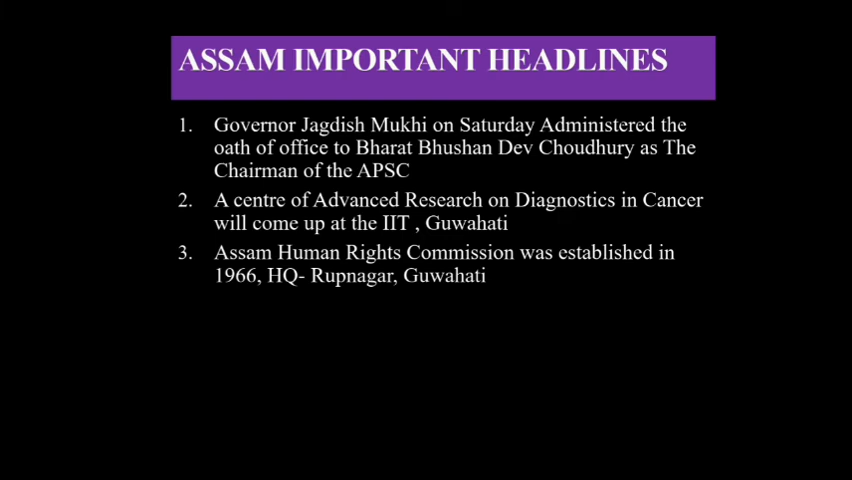 ASSAM IMPORTANT HEADLINES
1. Governor Jagdish Mukhi on Saturday Administered the
oath of office to Bharat Bhushan Dev Choudhury as The
Chairman of the APSC
2. A centre of Advanced Research on Diagnostics in Cancer
will come up at the IIT , Guwahati
3. Assam Human Rights Commission was established in
1966, HQ- Rupnagar, Guwahati